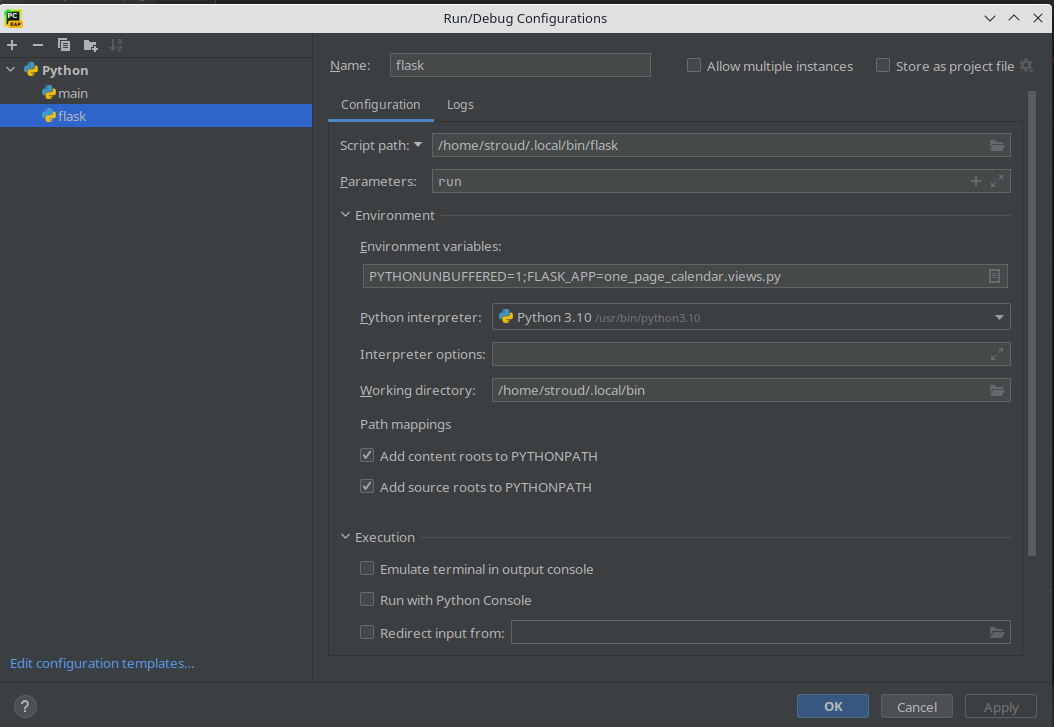 PC
EAP
Run/Debug Configurations
Python
main
flask
Name:
flask
Allow multiple instances
Store as project file
Configuration
Logs
Script path:
/home/stroud/.local/bin/flask
Parameters:
run
Environment
Environment variables:
PYTHONUNBUFFERED=1;FLASK_APP=one_page_calendar.views.py
Python interpreter:
Python 3.10 /usr/bin/python3.10
Interpreter options:
Working directory:
/home/stroud/.local/bin
Path mappings
Add content roots to PYTHONPATH
Add source roots to PYTHONPATH
Execution
Emulate terminal in output console
Run with Python Console
Redirect input from:
Edit configuration templates...
?
OK
Cancel
Apply